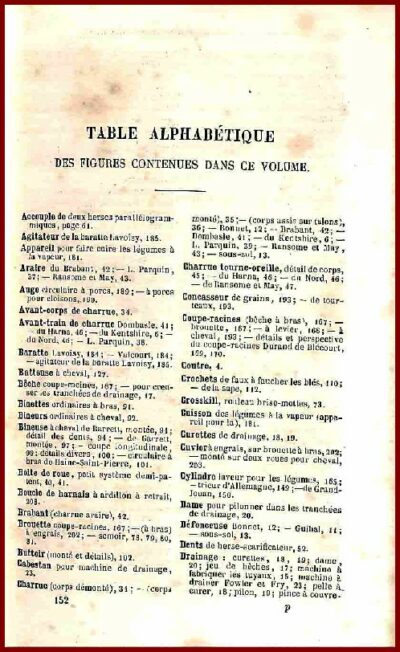 TABLE ALPHABÉTIQUE
DES FIGURES CONTENUES DANS CE VOLUME.
Accouple de deux herses parallélogram-
miques, page 61.
Agitateur de la baratte Lavoisy, 185.
Appareil pour faire cuire les légumes à
la vapeur, 181.
Araire du Brabant, 42; — L. Parquin,
37; — Ransome et May, 43.
Auge circulaire à porcs, 189; — à porcs
pour cloisons, 190.
Avant-corps de charrue, 34.
Avant-train de charrue Dombasle, 41;
— du Harna, 46; — du Kentshire, 6;
— du Nord, 46; — L. Parquin, 38.
Baratte Lavoisy, 184; — Valcourt, 184;
— agitateur de la baratte Lavoisy, 185.
Batteuse à cheval, 127.
Bêche coupe-racines, 167; — pour creu-
ser les tranchées de drainage, 17.
Binettes ordinaires à bras, 91.
Bineurs ordinaires à cheval, 92.
Bineuse à cheval de Barrett, montée, 94;
détail des dents, 94; — de Garrett,
montée, 97; — coupe longitudinale,
99; détails divers, 100; — circulaire à
bras de Haine-Saint-Pierre, 101.
Boîte de roue, petit système demi-pa-
tent, 40, 41.
Boucle de harnais à ardillon à retrait,
203.
Brabant (charrue araire), 42.
Brouette coupe-racines, 167; — (à bras)
à engrais, 202; — semoir, 78, 79, 80,
81.
Buttoir (monté et détails), 102.
Cabestan pour machine de drainage,
23.
Charrue (corps démonté), 34; — (corps
152
monté), 35; — (corps assis sur talons),
36; — Bonnet, 12; — Brabant, 42; —
Dombasle, 41; — du Kectshire, 6; —
L. Parquin, 39; — Ransome et May,
43; — sous-sol, 13.
Charrue tourne-oreille, détail de corps,
45; — du Harna, 46; — du Nord, 46;
— de Ransome et May, 47.
Concasseur de grains, 193; — de tour-
teaux, 193.
Coupe-racines (bêche à bras), 167; —
brouette, 167; — à levier, 168; — à
cheval, 193; — détails et perspective
du coupe-racines Durand de Blécourt,
169, 170.
Coutre, 4.
Crochets de faux à faucher les blés, 110;
— de la sape, 112.
Crosskill, rouleau brise-mottes, 73.
Cuisson des légumes à la vapeur (appa-
reil pour la), 181.
Curettes de drainage, 18, 19.
Cuvier à engrais, sur brouette à bras, 202;
— monté sur deux roues pour cheval,
203.
Cylindre laveur pour les légumes, 165;
— trieur d'Allemagne, 149; — de Grand-
Jouan, 150.
Dame pour pilonner dans les tranchées
de drainage, 20.
Défonceuse Bonnet, 12; — Guibal, 11;
— sous-sol, 13.
Dents de herse-scarificateur, 52.
Drainage : curettes, 18, 19; dame,
20; jeu de bêches, 17; machine à
fabriquer les tuyaux, 15; machine à
drainer Fowler et Fry, 23; pelle à
curer, 18; pilon, 10; pince à couvre-
P